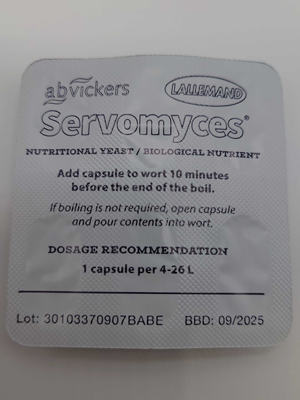 abvickers LALLEMAND
Servomyces®
NUTRITIONAL YEAST / BIOLOGICAL NUTRIENT
Add capsule to wort 10 minutes
before the end of the boil.
If boiling is not required, open capsule
and pour contents into wort.
DOSAGE RECOMMENDATION
1 capsule per 4-26 L
Lot: 30103370907BABE BBD: 09/2025